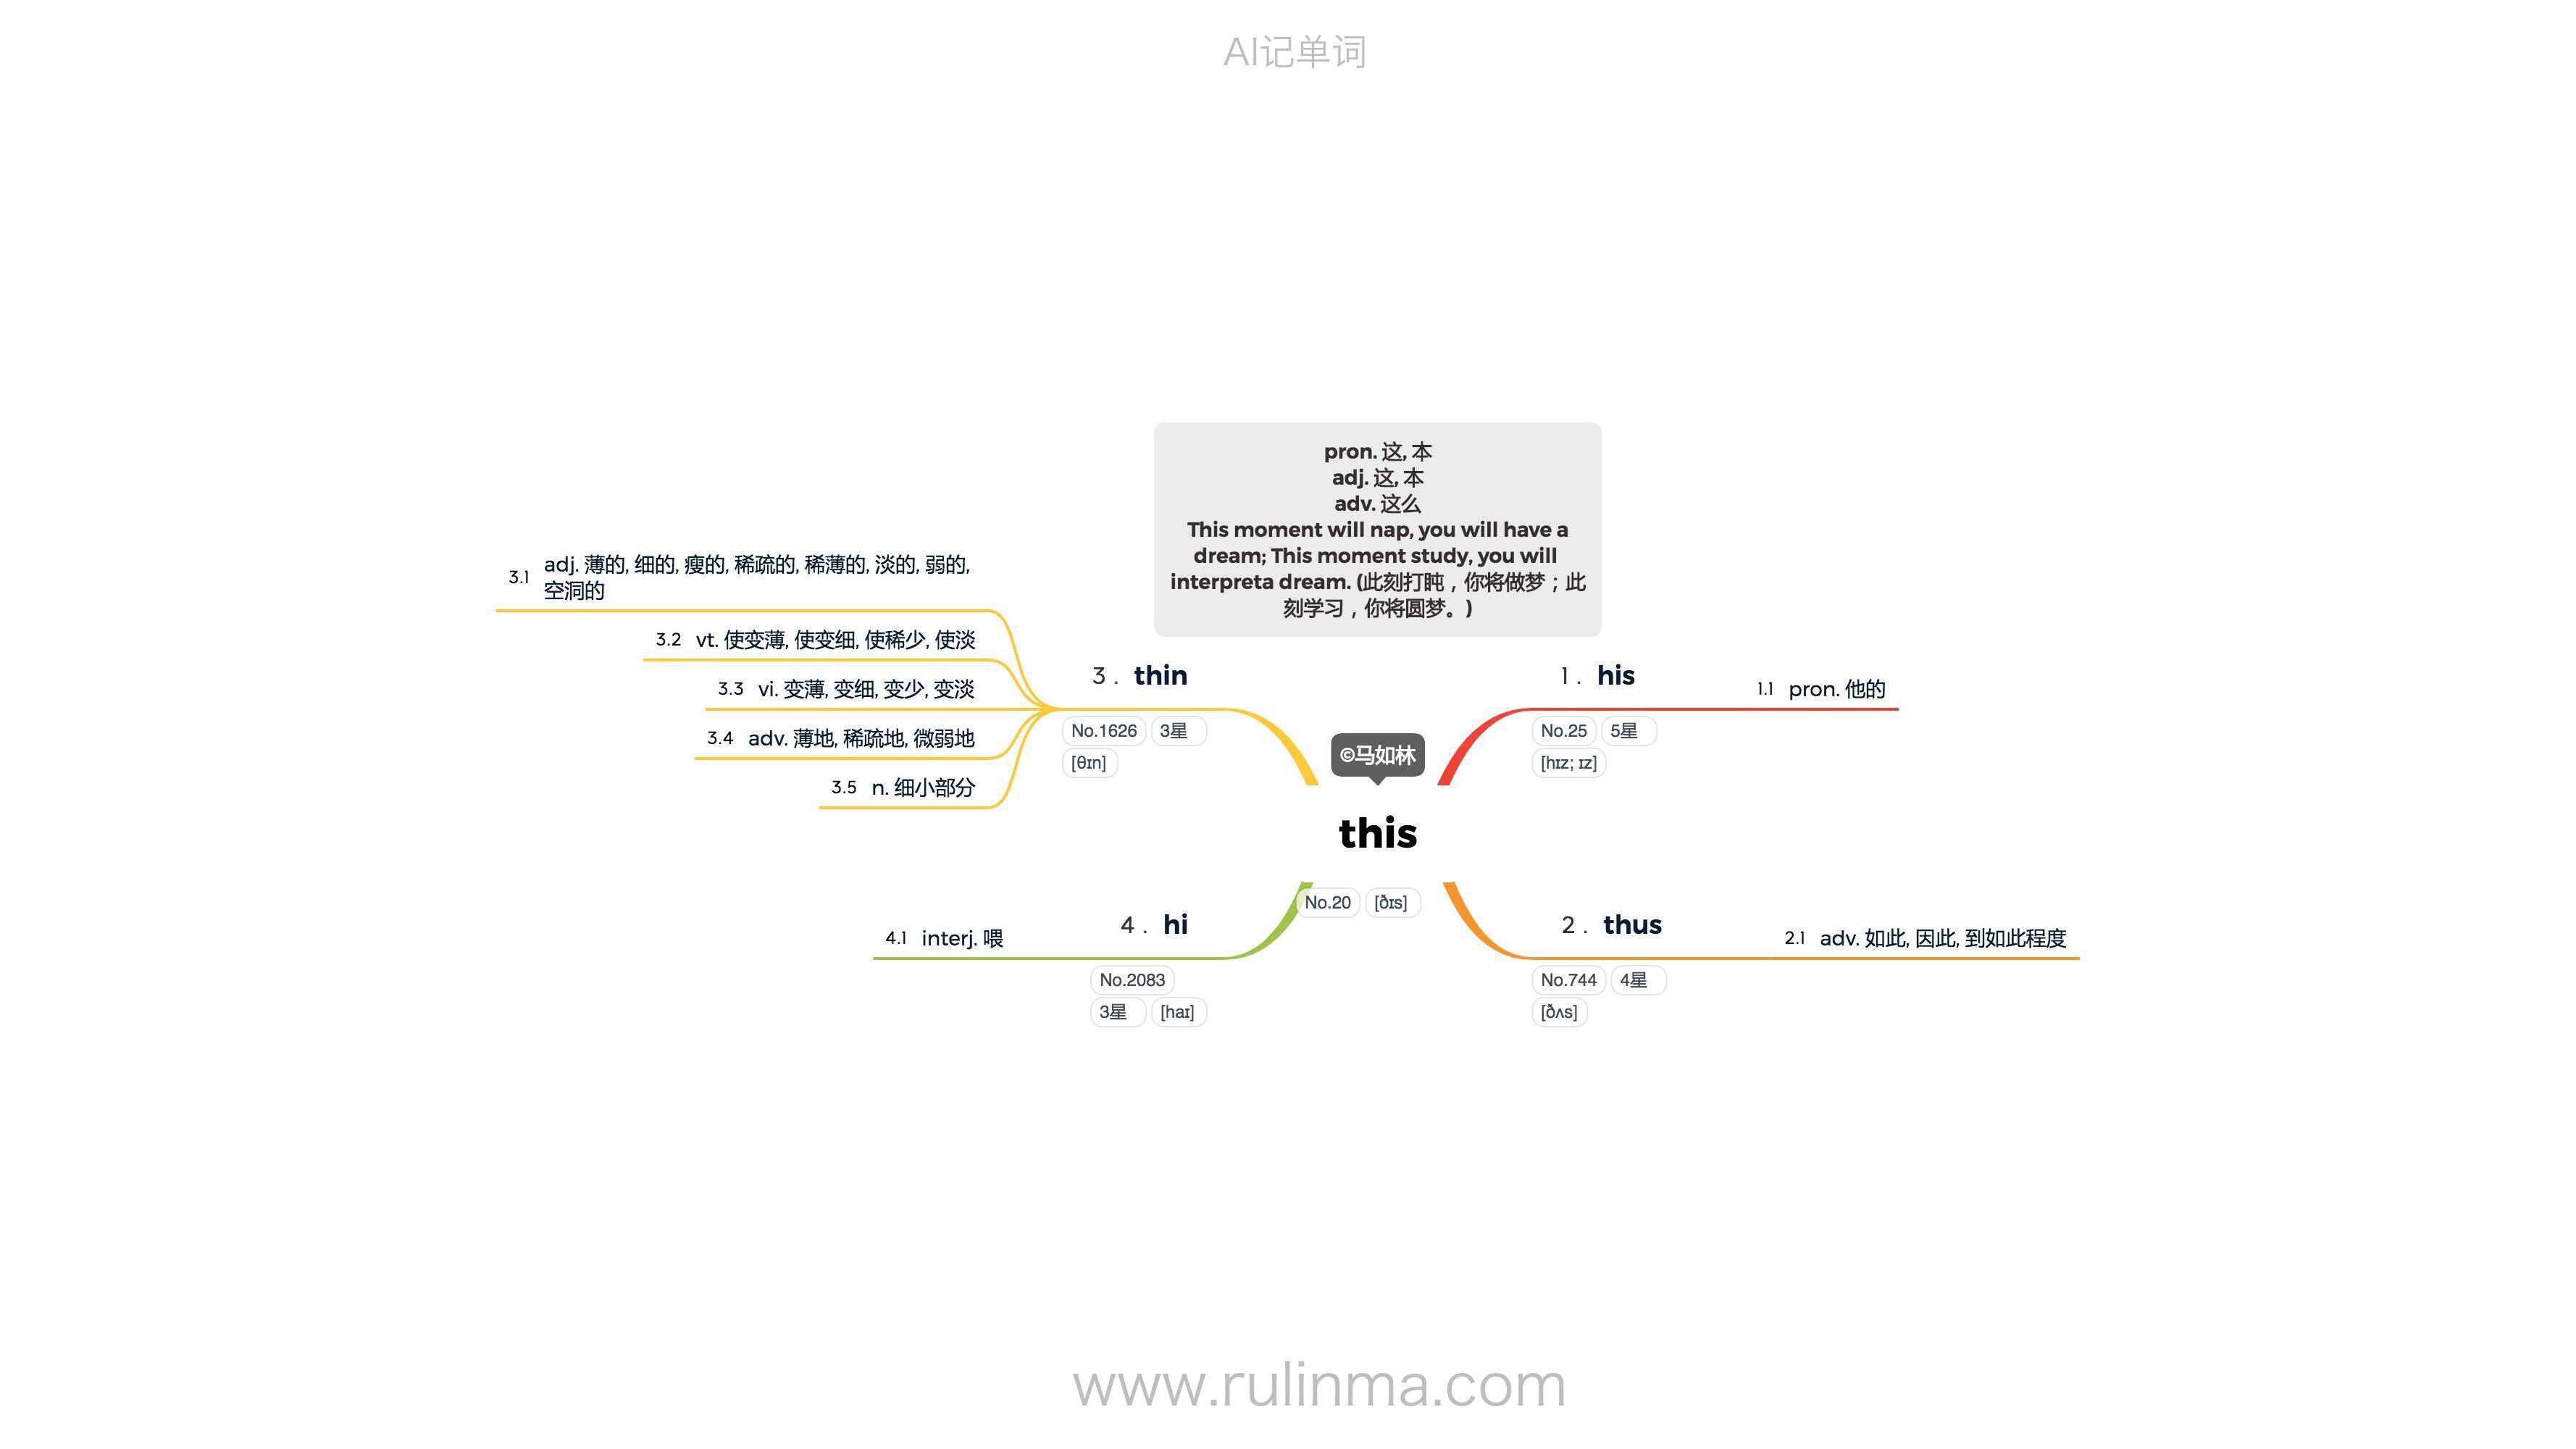 AI记单词
pron. 这, 本
adj. 这, 本
adv. 这么
This moment will nap, you will have a
dream; This moment study, you will
interpreta dream. (此刻打盹，你将做梦；此
刻学习，你将圆梦。)
©马如林
this
No.20 [ðɪs]
1 . his
No.25 5星
[hɪz; ɪz]
1.1 pron. 他的
2 . thus
No.744 4星
[ðʌs]
2.1 adv. 如此, 因此, 到如此程度
3 . thin
No.1626 3星
[θɪn]
3.1 adj. 薄的, 细的, 瘦的, 稀疏的, 稀薄的, 淡的, 弱的,
空洞的
3.2 vt. 使变薄, 使变细, 使稀少, 使淡
3.3 vi. 变薄, 变细, 变少, 变淡
3.4 adv. 薄地, 稀疏地, 微弱地
3.5 n. 细小部分
4 . hi
No.2083
3星 [haɪ]
4.1 interj. 喂
www.rulinma.com